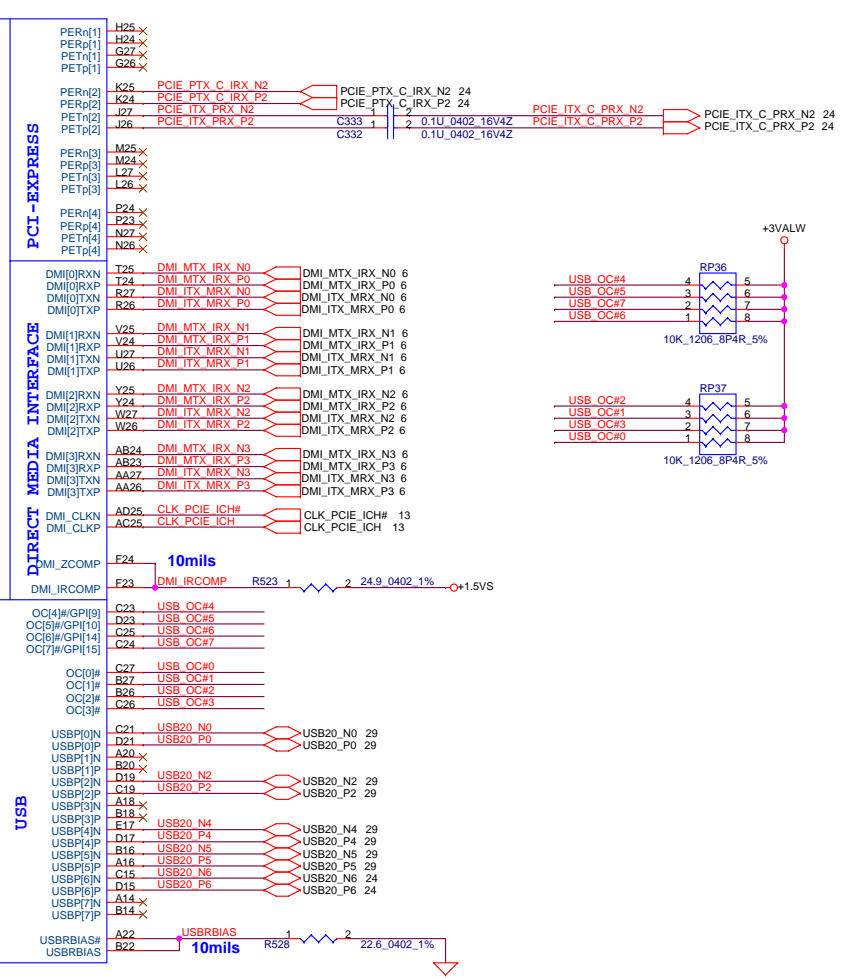 PCI-EXPRESS
PERn[1] H25
PERp[1] H24
PETn[1] G27
PETp[1] G26
PERn[2] K25 PCIE_PTX_C_IRX_N2 PCIE_PTX_C_IRX_N2 24
PERp[2] K24 PCIE_PTX_C_IRX_P2 PCIE_PTX_C_IRX_P2 24
PETn[2] J27 PCIE_ITX_PRX_N2 C333 1 2 0.1U_0402_16V4Z PCIE_ITX_C_PRX_N2 PCIE_ITX_C_PRX_N2 24
PETp[2] J26 PCIE_ITX_PRX_P2 C332 1 2 0.1U_0402_16V4Z PCIE_ITX_C_PRX_P2 PCIE_ITX_C_PRX_P2 24
PERn[3] M25
PERp[3] M24
PETn[3] L27
PETp[3] L26
PERn[4] P24
PERp[4] P23
PETn[4] N27
PETp[4] N26
DIRECT MEDIA INTERFACE
DMI[0]RXN T25 DMI_MTX_IRX_N0 DMI_MTX_IRX_N0 6
DMI[0]RXP T24 DMI_MTX_IRX_P0 DMI_MTX_IRX_P0 6
DMI[0]TXN R27 DMI_ITX_MRX_N0 DMI_ITX_MRX_N0 6
DMI[0]TXP R26 DMI_ITX_MRX_P0 DMI_ITX_MRX_P0 6
DMI[1]RXN V25 DMI_MTX_IRX_N1 DMI_MTX_IRX_N1 6
DMI[1]RXP V24 DMI_MTX_IRX_P1 DMI_MTX_IRX_P1 6
DMI[1]TXN U27 DMI_ITX_MRX_N1 DMI_ITX_MRX_N1 6
DMI[1]TXP U26 DMI_ITX_MRX_P1 DMI_ITX_MRX_P1 6
DMI[2]RXN Y25 DMI_MTX_IRX_N2 DMI_MTX_IRX_N2 6
DMI[2]RXP Y24 DMI_MTX_IRX_P2 DMI_MTX_IRX_P2 6
DMI[2]TXN W27 DMI_ITX_MRX_N2 DMI_ITX_MRX_N2 6
DMI[2]TXP W26 DMI_ITX_MRX_P2 DMI_ITX_MRX_P2 6
DMI[3]RXN AB24 DMI_MTX_IRX_N3 DMI_MTX_IRX_N3 6
DMI[3]RXP AB23 DMI_MTX_IRX_P3 DMI_MTX_IRX_P3 6
DMI[3]TXN AA27 DMI_ITX_MRX_N3 DMI_ITX_MRX_N3 6
DMI[3]TXP AA26 DMI_ITX_MRX_P3 DMI_ITX_MRX_P3 6
DMI_CLKN AD25 CLK_PCIE_ICH# CLK_PCIE_ICH# 13
DMI_CLKP AC25 CLK_PCIE_ICH CLK_PCIE_ICH 13
DMI_ZCOMP F24 10mils
DMI_IRCOMP F23 DMI_IRCOMP R523 1 2 24.9_0402_1% +1.5VS
+3VALW
RP36
USB_OC#4 4 5
USB_OC#5 3 6
USB_OC#7 2 7
USB_OC#6 1 8
10K_1206_8P4R_5%
RP37
USB_OC#2 4 5
USB_OC#1 3 6
USB_OC#3 2 7
USB_OC#0 1 8
10K_1206_8P4R_5%
USB
OC[4]#/GPI[9] C23 USB_OC#4
OC[5]#/GPI[10] D23 USB_OC#5
OC[6]#/GPI[14] C25 USB_OC#6
OC[7]#/GPI[15] C24 USB_OC#7
OC[0]# C27 USB_OC#0
OC[1]# B27 USB_OC#1
OC[2]# B26 USB_OC#2
OC[3]# C26 USB_OC#3
USBP[0]N C21 USB20_N0 USB20_N0 29
USBP[0]P D21 USB20_P0 USB20_P0 29
USBP[1]N A20
USBP[1]P B20
USBP[2]N D19 USB20_N2 USB20_N2 29
USBP[2]P C19 USB20_P2 USB20_P2 29
USBP[3]N A18
USBP[3]P B18
USBP[4]N E17 USB20_N4 USB20_N4 29
USBP[4]P D17 USB20_P4 USB20_P4 29
USBP[5]N B16 USB20_N5 USB20_N5 29
USBP[5]P A16 USB20_P5 USB20_P5 29
USBP[6]N C15 USB20_N6 USB20_N6 24
USBP[6]P D15 USB20_P6 USB20_P6 24
USBP[7]N A14
USBP[7]P B14
USBRBIAS# A22 USBRBIAS R528 1 2 22.6_0402_1%
USBRBIAS B22 10mils